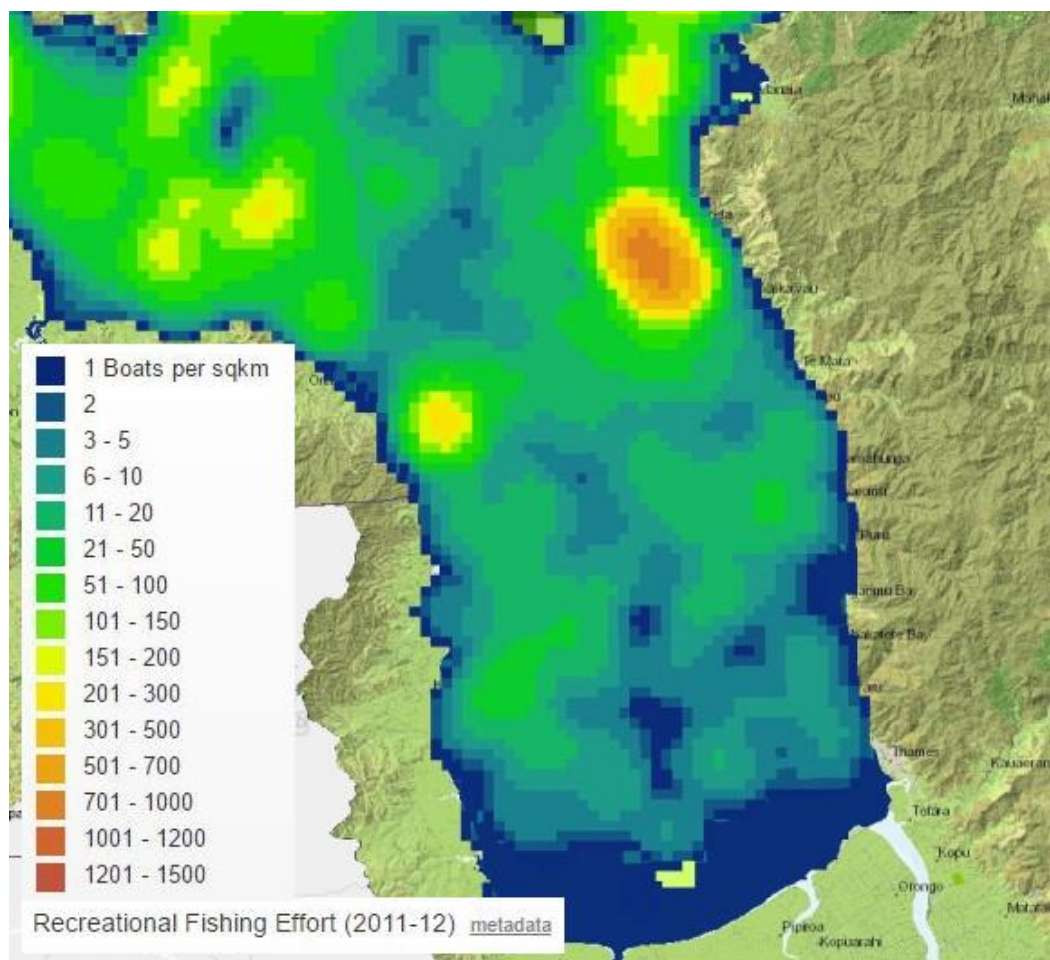 Te Mata
Puru
Thames
Totara
Kopu
Orongo
Pipiroa
Kopuarahi
1 Boats per sqkm
2
3 - 5
6 - 10
11 - 20
21 - 50
51 - 100
101 - 150
151 - 200
201 - 300
301 - 500
501 - 700
701 - 1000
1001 - 1200
1201 - 1500
Recreational Fishing Effort (2011-12) metadata